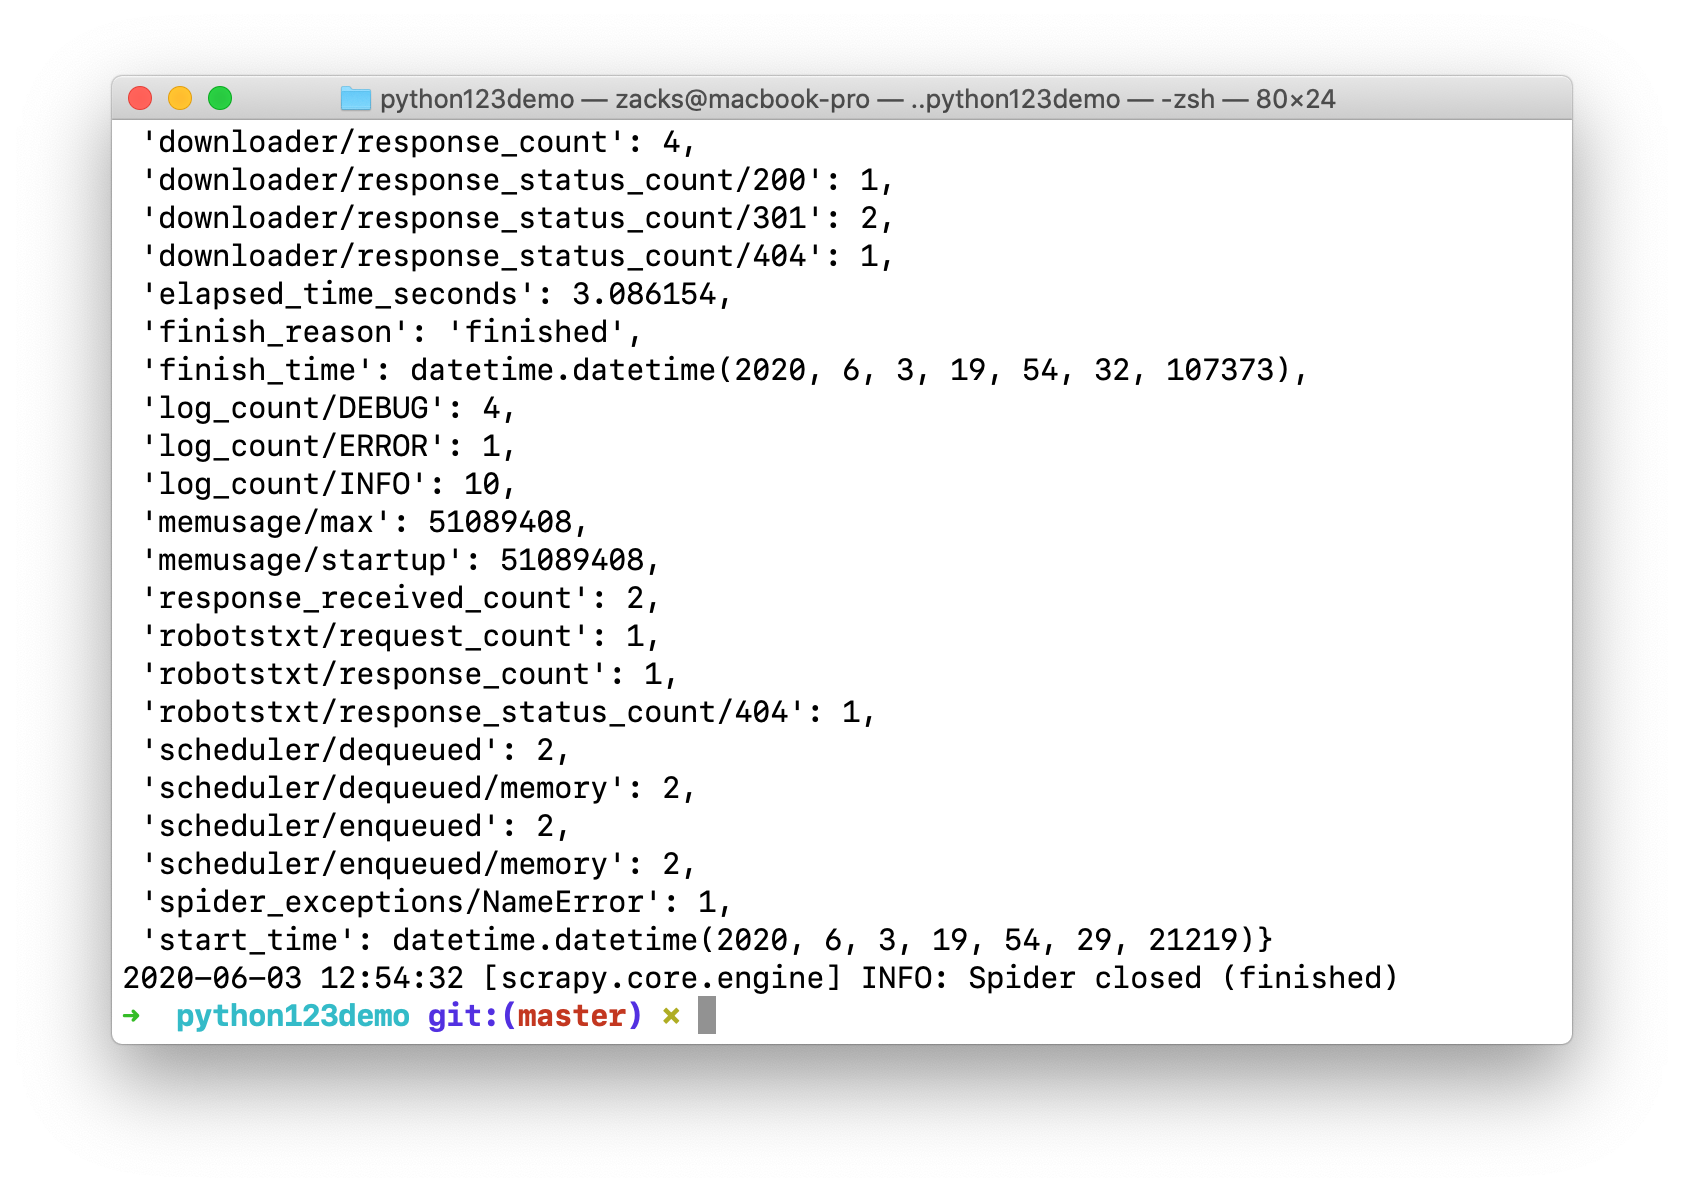 python123demo — zacks@macbook-pro — ..python123demo — -zsh — 80×24
'downloader/response_count': 4,
'downloader/response_status_count/200': 1,
'downloader/response_status_count/301': 2,
'downloader/response_status_count/404': 1,
'elapsed_time_seconds': 3.086154,
'finish_reason': 'finished',
'finish_time': datetime.datetime(2020, 6, 3, 19, 54, 32, 107373),
'log_count/DEBUG': 4,
'log_count/ERROR': 1,
'log_count/INFO': 10,
'memusage/max': 51089408,
'memusage/startup': 51089408,
'response_received_count': 2,
'robotstxt/request_count': 1,
'robotstxt/response_count': 1,
'robotstxt/response_status_count/404': 1,
'scheduler/dequeued': 2,
'scheduler/dequeued/memory': 2,
'scheduler/enqueued': 2,
'scheduler/enqueued/memory': 2,
'spider_exceptions/NameError': 1,
'start_time': datetime.datetime(2020, 6, 3, 19, 54, 29, 21219)}
2020-06-03 12:54:32 [scrapy.core.engine] INFO: Spider closed (finished)
➜  python123demo git:(master) ✗